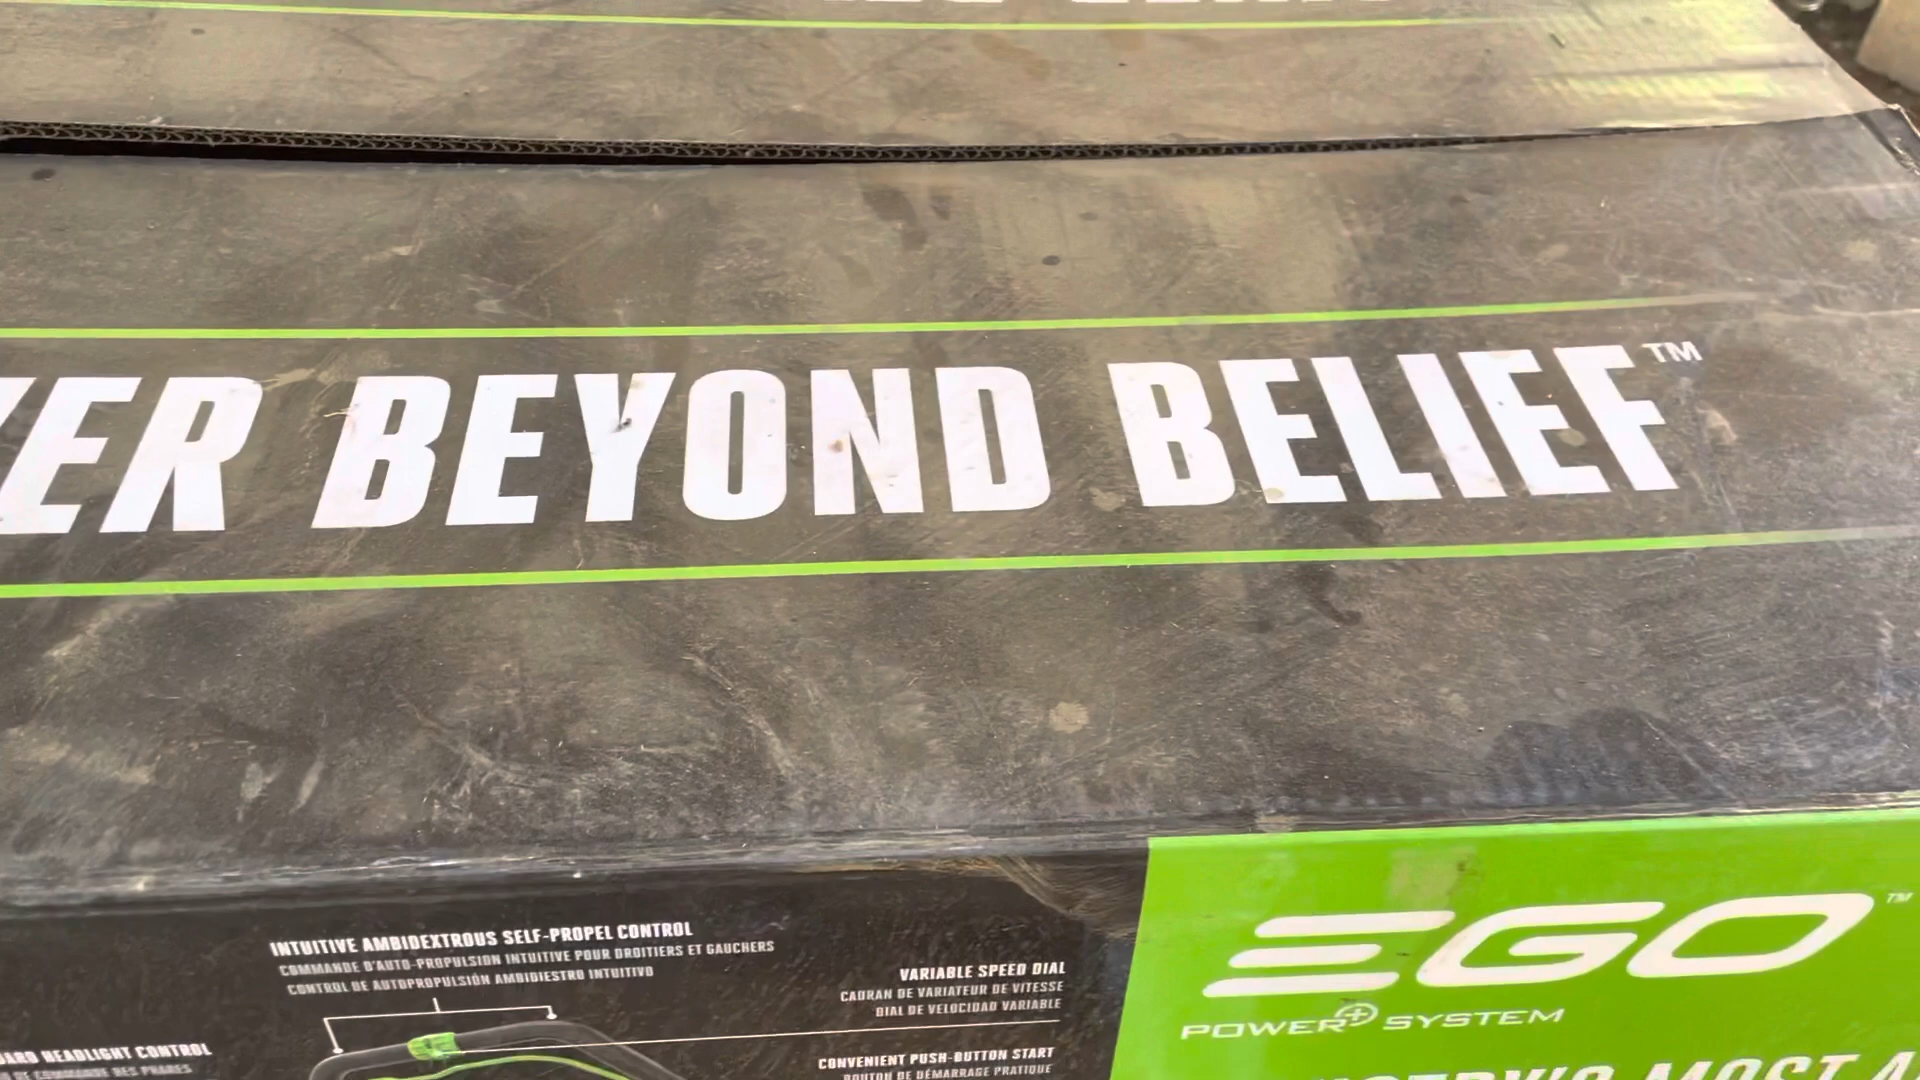 BEYOND BELIEF™
INTUITIVE AMBIDEXTROUS SELF-PROPEL CONTROL
COMMANDE D'AUTO-PROPULSION INTUITIVE POUR DROITIERS ET GAUCHERS
CONTROL DE AUTOPROPULSIÓN AMBIDIESTRO INTUITIVO
VARIABLE SPEED DIAL
CADRAN DE VARIATEUR DE VITESSE
DIAL DE VELOCIDAD VARIABLE
HEADLIGHT CONTROL
DE COMMANDE DES PHARES
CONVENIENT PUSH-BUTTON START
BOUTON DE DÉMARRAGE PRATIQUE
EGO™
POWER+ SYSTEM
MOST